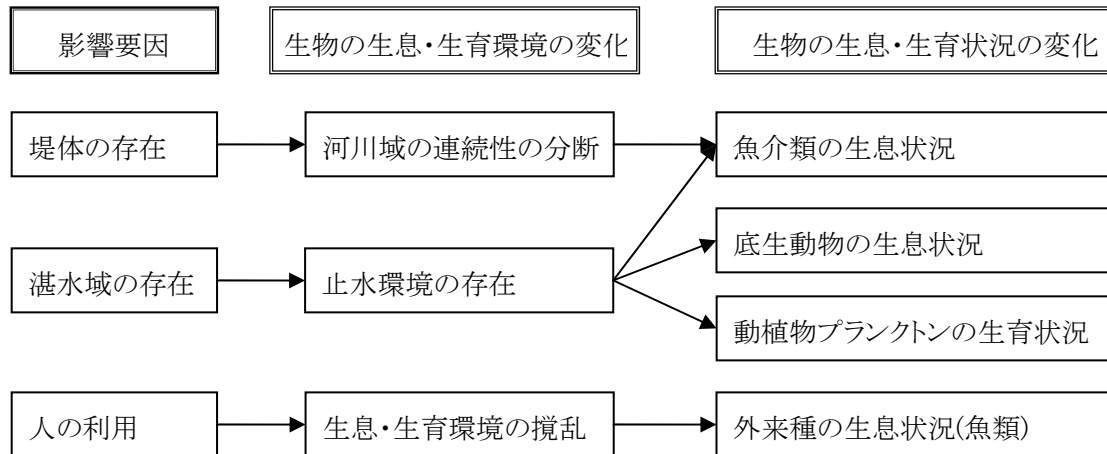 影響要因
生物の生息・生育環境の変化
生物の生息・生育状況の変化
堤体の存在
河川域の連続性の分断
魚介類の生息状況
底生動物の生息状況
湛水域の存在
止水環境の存在
動植物プランクトンの生育状況
人の利用
生息・生育環境の撹乱
外来種の生息状況(魚類)